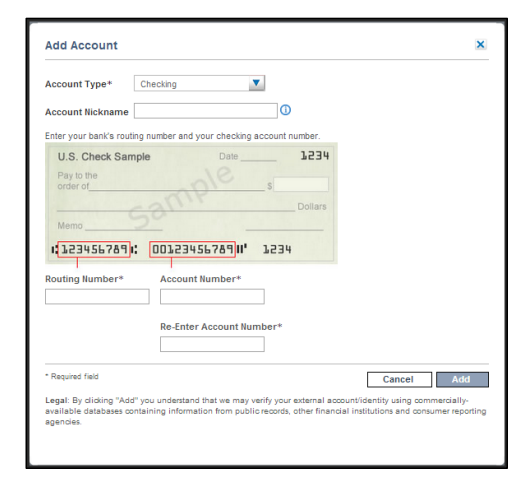 Add Account
Account Type* Checking
Account Nickname
Enter your bank's routing number and your checking account number.
U.S. Check Sample Date 1234
Pay to the
order of $
Sample
Dollars
Memo
⑆123456789⑆ 00123456789⑈ 1234
Routing Number* Account Number*
Re-Enter Account Number*
* Required field
Cancel Add
Legal: By clicking "Add" you understand that we may verify your external account/identity using commercially-
available databases containing information from public records, other financial institutions and consumer reporting
agencies.